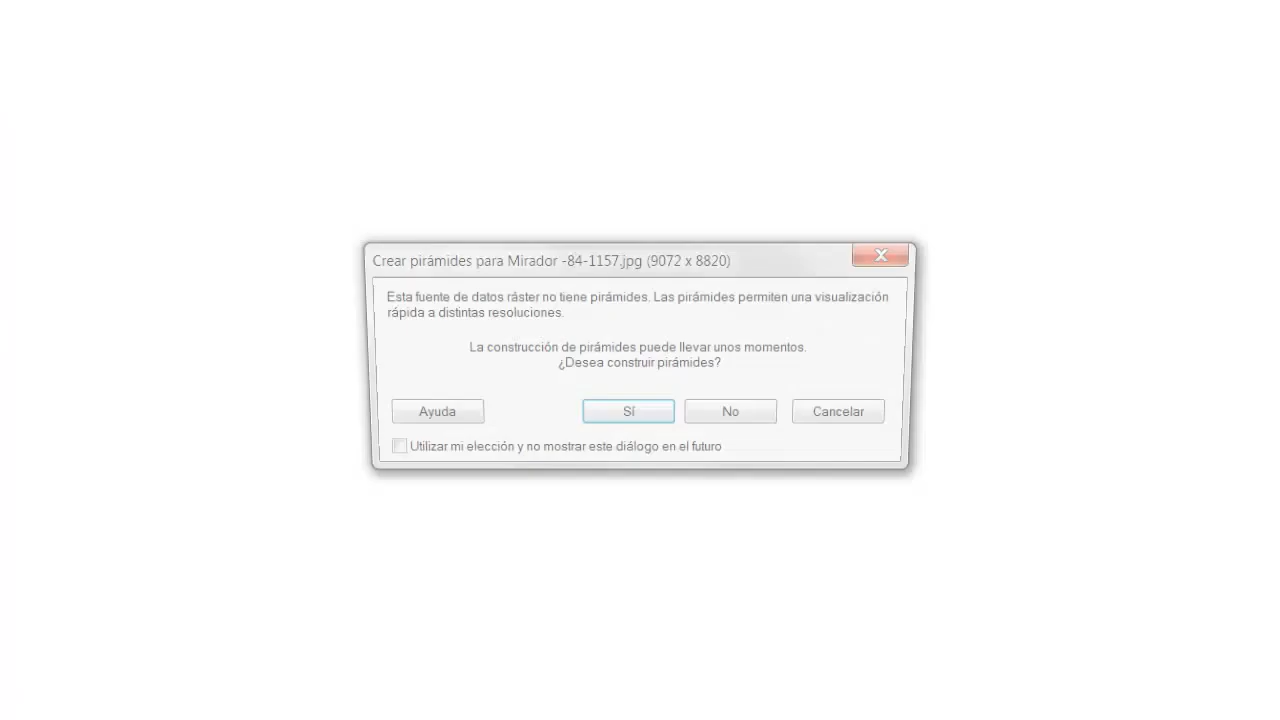 Crear pirámides para Mirador -84-1157.jpg (9072 x 8820)
Esta fuente de datos ráster no tiene pirámides. Las pirámides permiten una visualización
rápida a distintas resoluciones.
La construcción de pirámides puede llevar unos momentos.
¿Desea construir pirámides?
Ayuda Sí No Cancelar
Utilizar mi elección y no mostrar este diálogo en el futuro